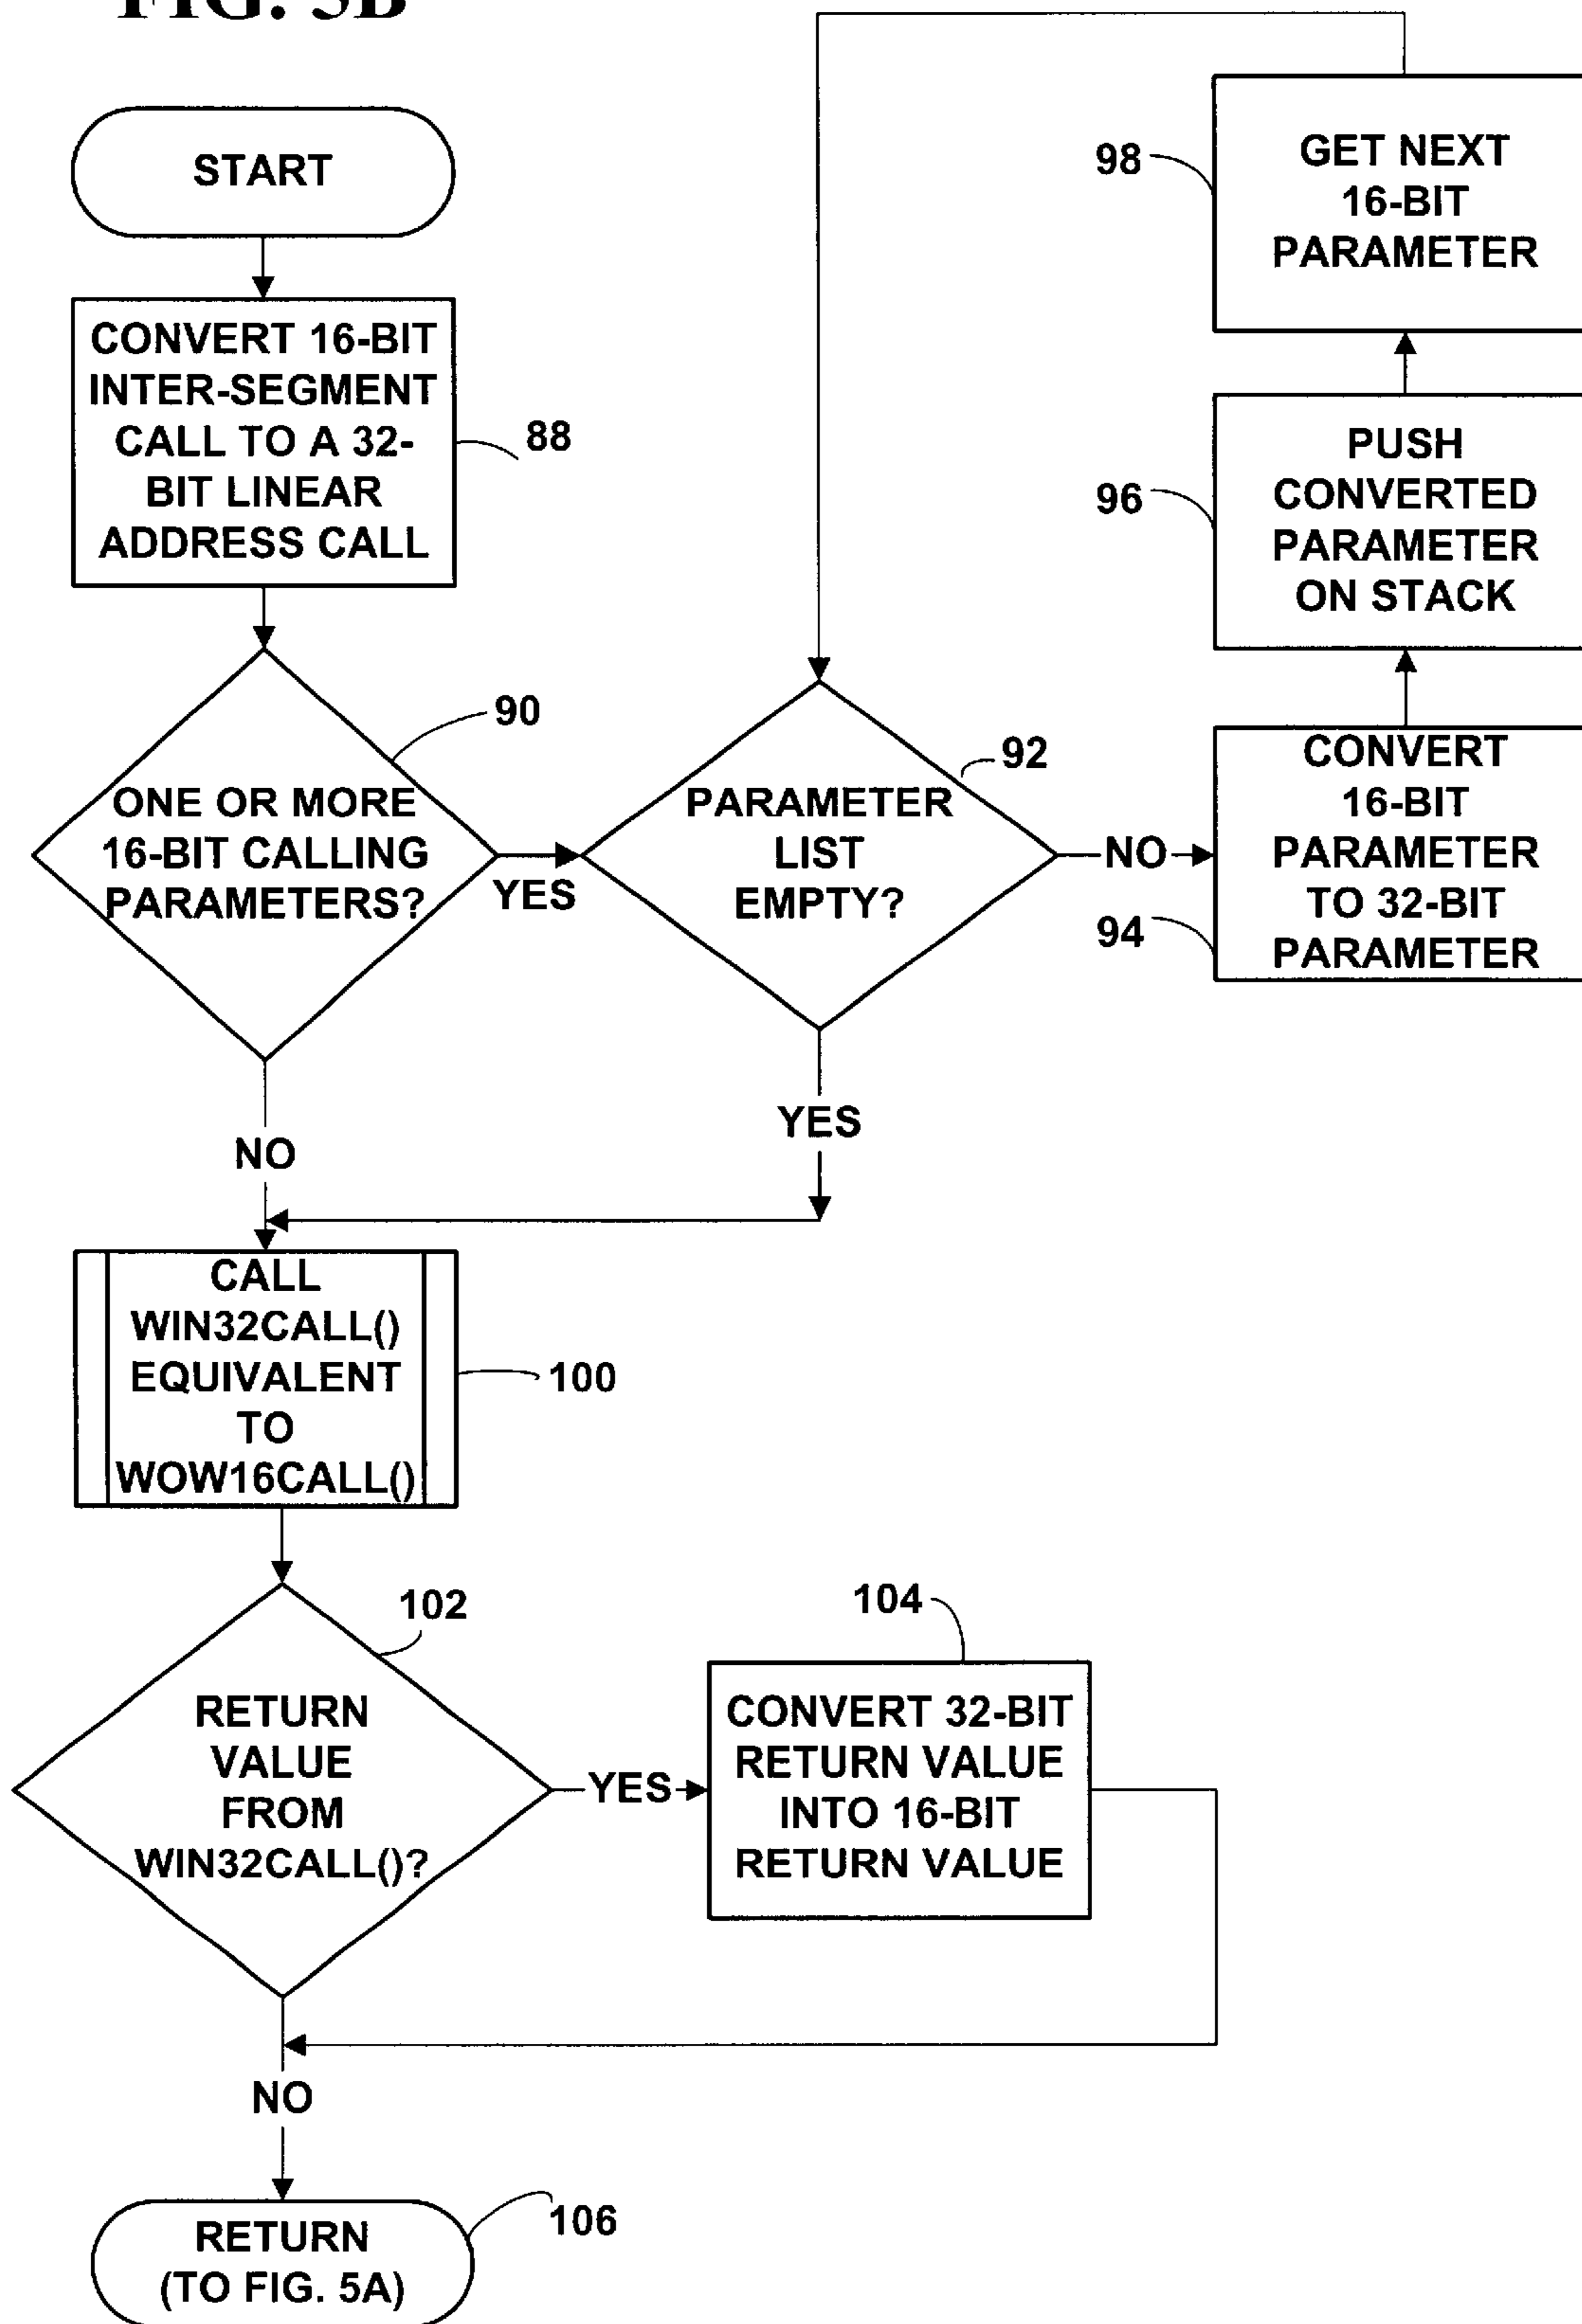 FIG. 5B
START
CONVERT 16-BIT
INTER-SEGMENT
CALL TO A 32-
BIT LINEAR
ADDRESS CALL
88
ONE OR MORE
16-BIT CALLING
PARAMETERS?
90
YES
NO
PARAMETER
LIST
EMPTY?
92
NO
YES
CONVERT
16-BIT
PARAMETER
TO 32-BIT
PARAMETER
94
PUSH
CONVERTED
PARAMETER
ON STACK
96
GET NEXT
16-BIT
PARAMETER
98
CALL
WIN32CALL()
EQUIVALENT
TO
WOW16CALL()
100
RETURN
VALUE
FROM
WIN32CALL()?
102
YES
CONVERT 32-BIT
RETURN VALUE
INTO 16-BIT
RETURN VALUE
104
NO
RETURN
(TO FIG. 5A)
106